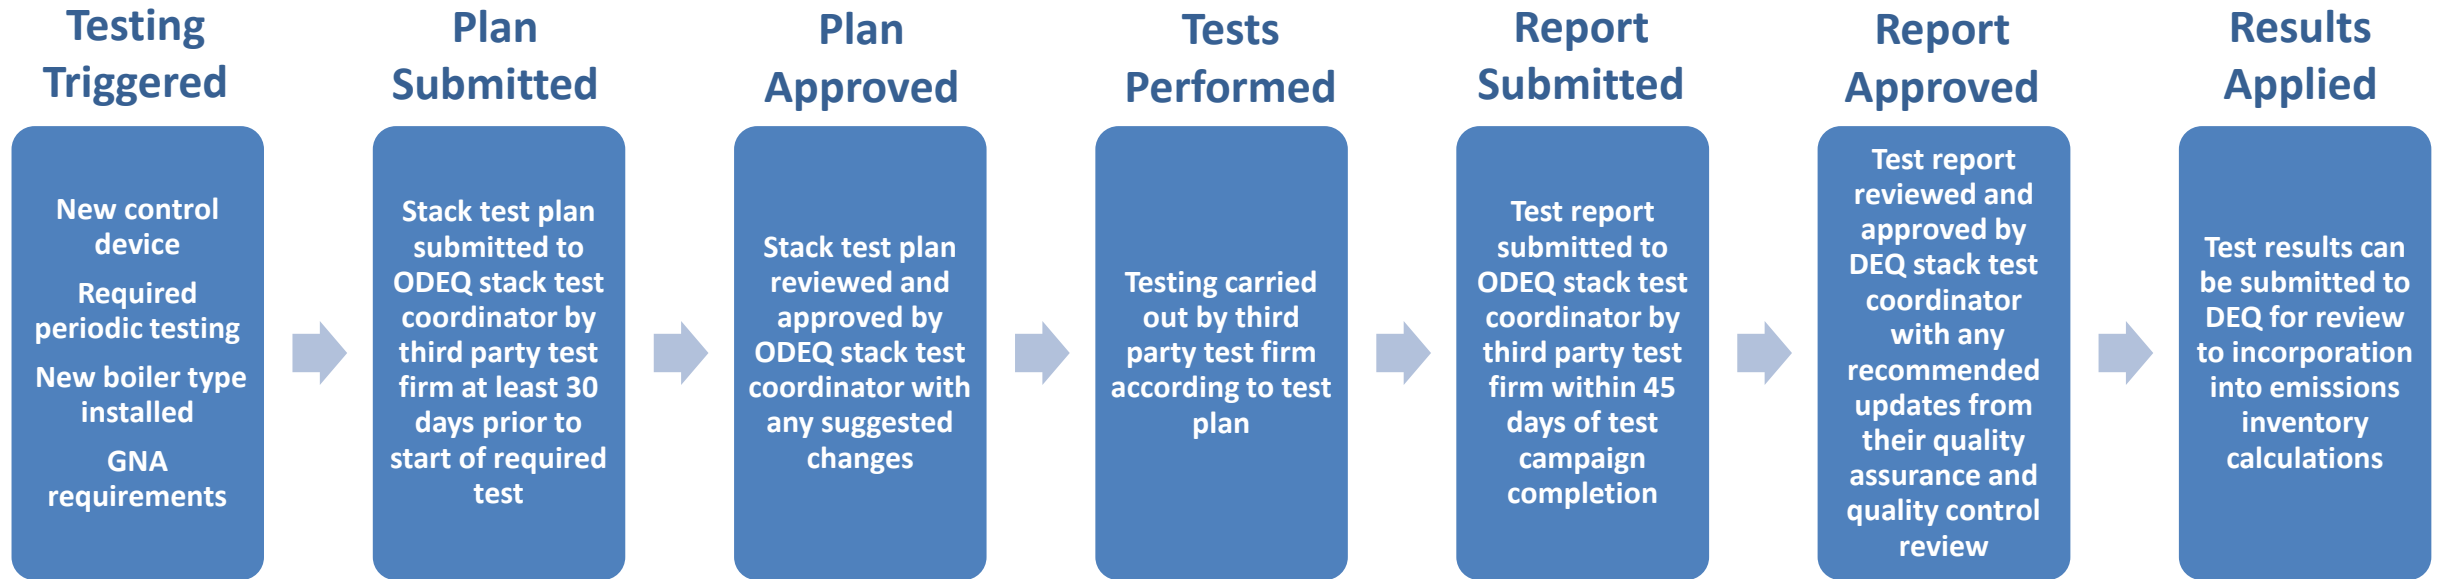 Testing
Triggered
New control
device
Required
periodic testing
New boiler type
installed
GNA
requirements
Plan
Submitted
Stack test plan
submitted to
ODEQ stack test
coordinator by
third party test
firm at least 30
days prior to
start of required
test
Plan
Approved
Stack test plan
reviewed and
approved by
ODEQ stack test
coordinator with
any suggested
changes
Tests
Performed
Testing carried
out by third
party test firm
according to test
plan
Report
Submitted
Test report
submitted to
ODEQ stack test
coordinator by
third party test
firm within 45
days of test
campaign
completion
Report
Approved
Test report
reviewed and
approved by
DEQ stack test
coordinator
with any
recommended
updates from
their quality
assurance and
quality control
review
Results
Applied
Test results can
be submitted to
DEQ for review
to incorporation
into emissions
inventory
calculations